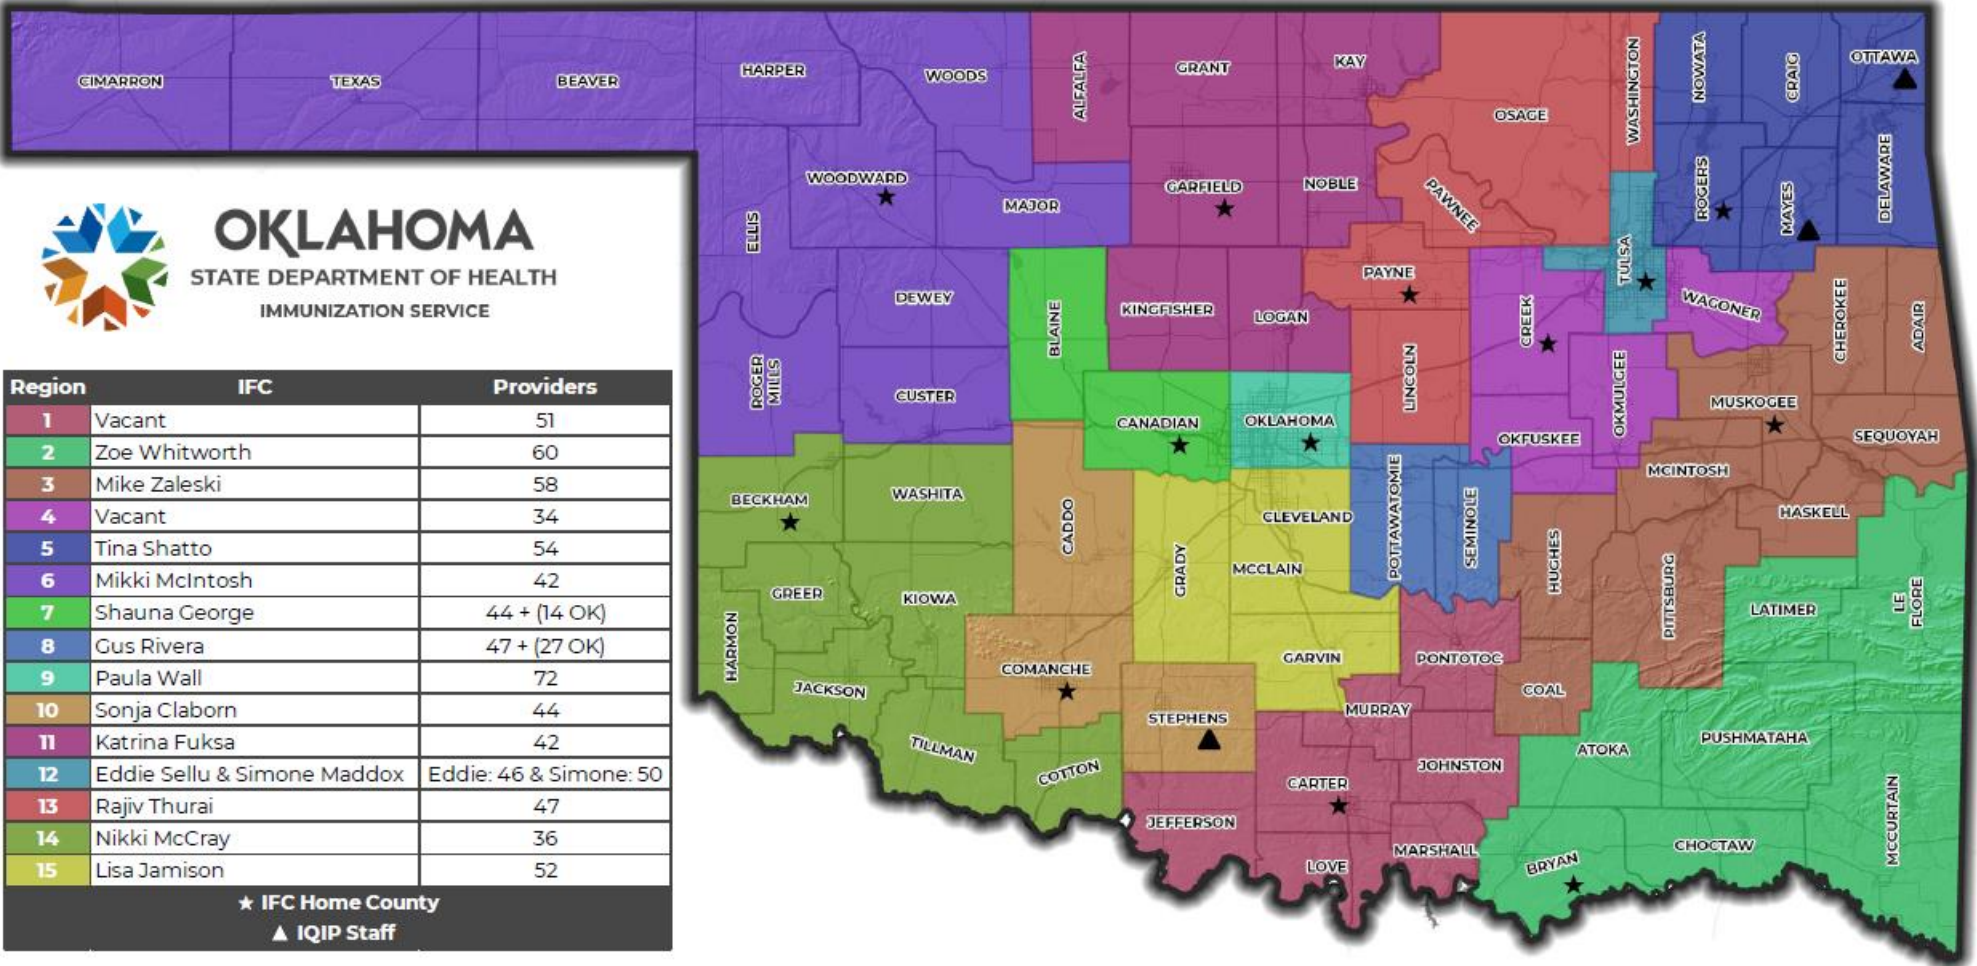 OKLAHOMA
STATE DEPARTMENT OF HEALTH
IMMUNIZATION SERVICE
Region IFC Providers
1 Vacant 51
2 Zoe Whitworth 60
3 Mike Zaleski 58
4 Vacant 34
5 Tina Shatto 54
6 Mikki McIntosh 42
7 Shauna George 44 + (14 OK)
8 Gus Rivera 47 + (27 OK)
9 Paula Wall 72
10 Sonja Claborn 44
11 Katrina Fuksa 42
12 Eddie Sellu & Simone Maddox Eddie: 46 & Simone: 50
13 Rajiv Thurai 47
14 Nikki McCray 36
15 Lisa Jamison 52
★ IFC Home County
▲ IQIP Staff
CIMARRON
TEXAS
BEAVER
HARPER
WOODS
ALFALFA
GRANT
KAY
OSAGE
WASHINGTON
NOWATA
CRAIG
OTTAWA
ELLIS
WOODWARD
MAJOR
GARFIELD
NOBLE
PAWNEE
ROGERS
MAYES
DELAWARE
TULSA
DEWEY
BLAINE
KINGFISHER
LOGAN
PAYNE
CREEK
WAGONER
CHEROKEE
ADAIR
ROGER
MILLS
CUSTER
CANADIAN
OKLAHOMA
LINCOLN
OKMULGEE
OKFUSKEE
MUSKOGEE
SEQUOYAH
MCINTOSH
BECKHAM
WASHITA
CADDO
GRADY
CLEVELAND
MCCLAIN
POTTAWATOMIE
SEMINOLE
HUGHES
PITTSBURG
HASKELL
LATIMER
LE
FLORE
GREER
KIOWA
HARMON
JACKSON
COMANCHE
STEPHENS
GARVIN
PONTOTOC
COAL
MURRAY
ATOKA
PUSHMATAHA
MCCURTAIN
TILLMAN
COTTON
JEFFERSON
CARTER
JOHNSTON
LOVE
MARSHALL
BRYAN
CHOCTAW